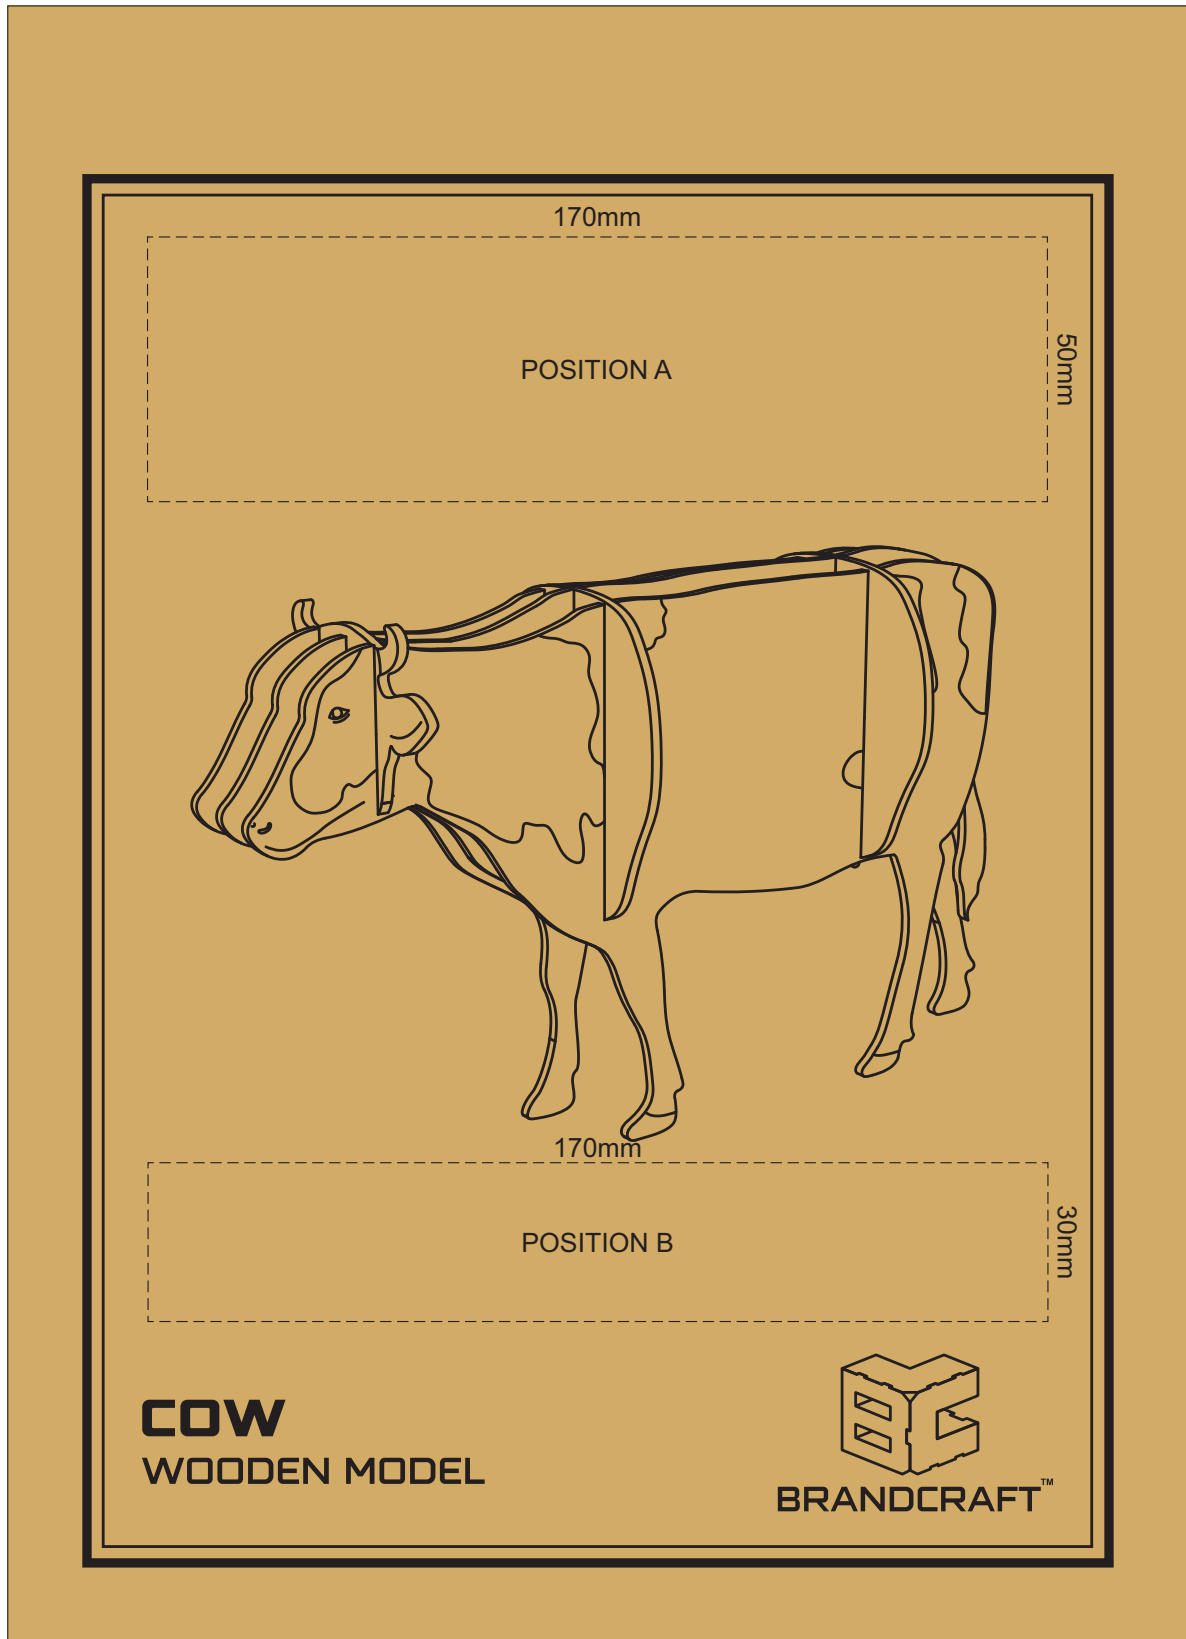 170mm
POSITION A
50mm
170mm
POSITION B
30mm
COW
WOODEN MODEL
BRANDCRAFT™